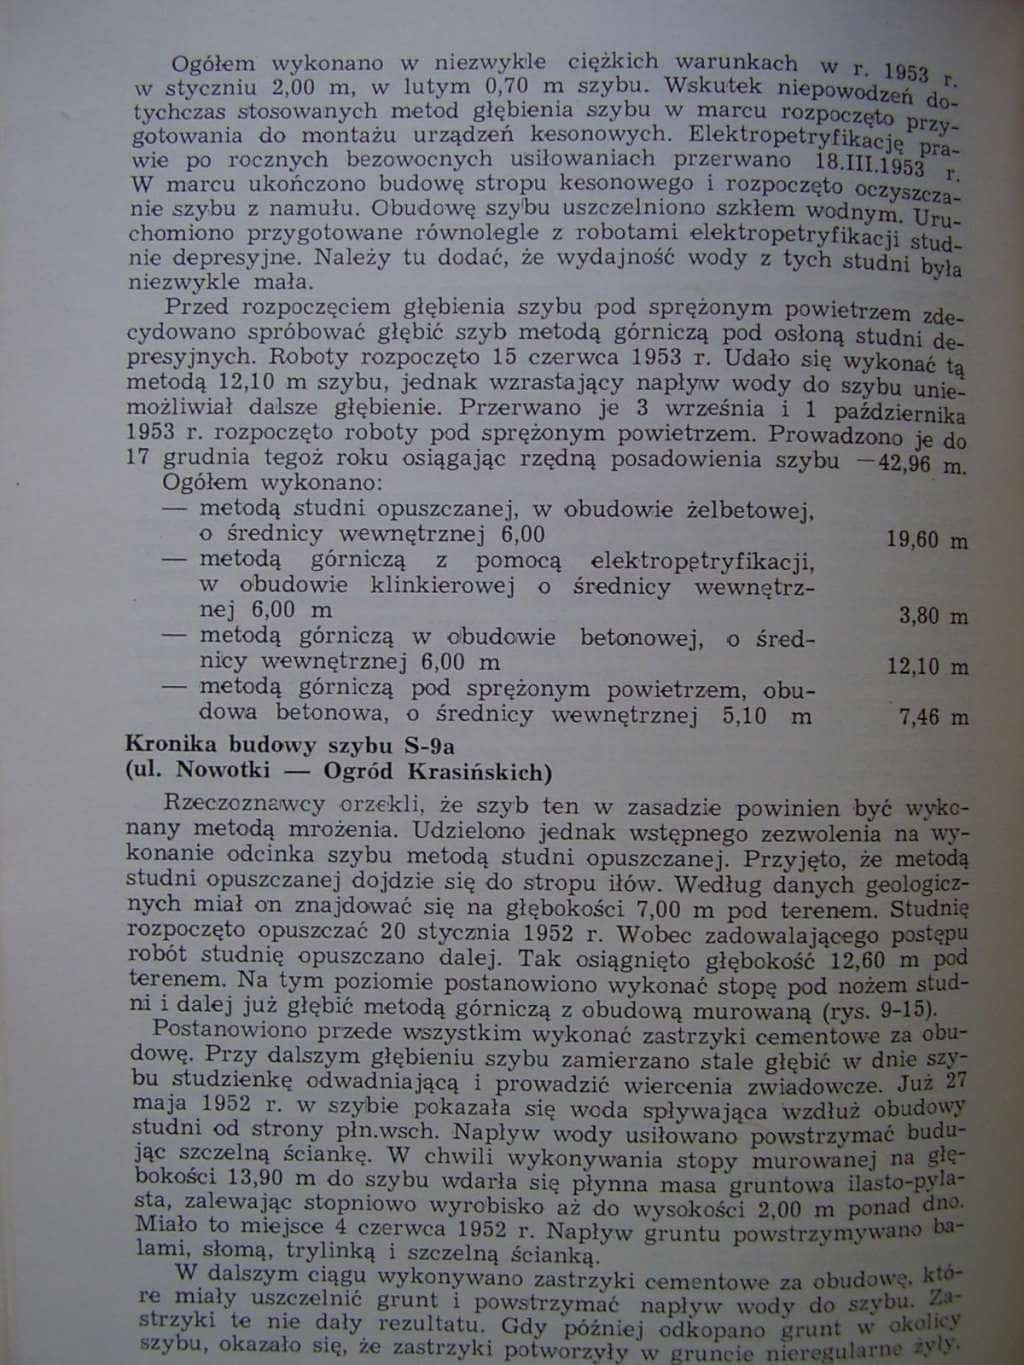 Ogółem wykonano w niezwykle ciężkich warunkach w r. 1953 r.
w styczniu 2,00 m, w lutym 0,70 m szybu. Wskutek niepowodzeń do-
tychczas stosowanych metod głębienia szybu w marcu rozpoczęto przy-
gotowania do montażu urządzeń kesonowych. Elektropetryfikację pra-
wie po rocznych bezowocnych usiłowaniach przerwano 18.III.1953 r.
W marcu ukończono budowę stropu kesonowego i rozpoczęto oczyszcza-
nie szybu z namułu. Obudowę szybu uszczelniono szkłem wodnym. Uru-
chomiono przygotowane równolegle z robotami elektropetryfikacji stud-
nie depresyjne. Należy tu dodać, że wydajność wody z tych studni była
niezwykle mała.
Przed rozpoczęciem głębienia szybu pod sprężonym powietrzem zde-
cydowano spróbować głębić szyb metodą górniczą pod osłoną studni de-
presyjnych. Roboty rozpoczęto 15 czerwca 1953 r. Udało się wykonać tą
metodą 12,10 m szybu, jednak wzrastający napływ wody do szybu unie-
możliwiał dalsze głębienie. Przerwano je 3 września i 1 października
1953 r. rozpoczęto roboty pod sprężonym powietrzem. Prowadzono je do
17 grudnia tegoż roku osiągając rzędną posadowienia szybu —42,96 m.
Ogółem wykonano:
— metodą studni opuszczanej, w obudowie żelbetowej,
o średnicy wewnętrznej 6,00 19,60 m
— metodą górniczą z pomocą elektropętryfikacji,
w obudowie klinkierowej o średnicy wewnętrz-
nej 6,00 m 3,80 m
— metodą górniczą w obudowie betonowej, o śred-
nicy wewnętrznej 6,00 m 12,10 m
— metodą górniczą pod sprężonym powietrzem, obu-
dowa betonowa, o średnicy wewnętrznej 5,10 m 7,46 m
Kronika budowy szybu S-9a
(ul. Nowotki — Ogród Krasińskich)
Rzeczoznawcy orzekli, że szyb ten w zasadzie powinien być wyko-
nany metodą mrożenia. Udzielono jednak wstępnego zezwolenia na wy-
konanie odcinka szybu metodą studni opuszczanej. Przyjęto, że metodą
studni opuszczanej dojdzie się do stropu iłów. Według danych geologicz-
nych miał on znajdować się na głębokości 7,00 m pod terenem. Studnię
rozpoczęto opuszczać 20 stycznia 1952 r. Wobec zadowalającego postępu
robót studnię opuszczano dalej. Tak osiągnięto głębokość 12,60 m pod
terenem. Na tym poziomie postanowiono wykonać stopę pod nożem stud-
ni i dalej już głębić metodą górniczą z obudową murowaną (rys. 9-15).
Postanowiono przede wszystkim wykonać zastrzyki cementowe za obu-
dowę. Przy dalszym głębieniu szybu zamierzano stale głębić w dnie szy-
bu studzienkę odwadniającą i prowadzić wiercenia zwiadowcze. Już 27
maja 1952 r. w szybie pokazała się woda spływająca wzdłuż obudowy
studni od strony płn.wsch. Napływ wody usiłowano powstrzymać budu-
jąc szczelną ściankę. W chwili wykonywania stopy murowanej na głę-
bokości 13,90 m do szybu wdarła się płynna masa gruntowa ilasto-pyla-
sta, zalewając stopniowo wyrobisko aż do wysokości 2,00 m ponad dno.
Miało to miejsce 4 czerwca 1952 r. Napływ gruntu powstrzymywano ba-
lami, słomą, trylinką i szczelną ścianką.
W dalszym ciągu wykonywano zastrzyki cementowe za obudowę, któ-
re miały uszczelnić grunt i powstrzymać napływ wody do szybu. Za-
strzyki te nie dały rezultatu. Gdy później odkopano grunt w okolicy
szybu, okazało się, że zastrzyki potworzyły w gruncie nieregularne żyły.